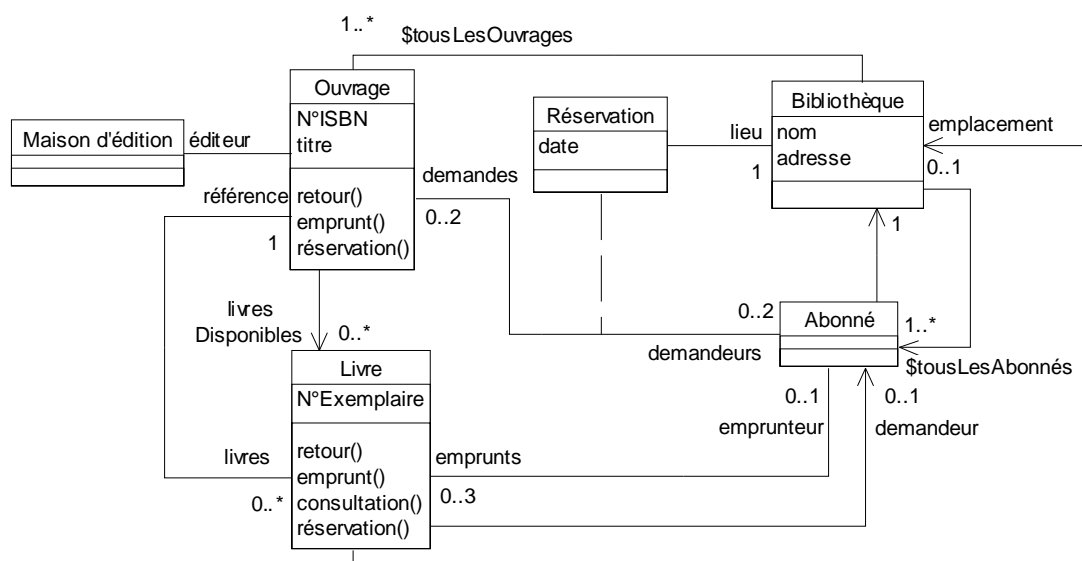 1..*
$tousLesOuvrages
Ouvrage
N°ISBN
titre
retour()
emprunt()
réservation()
Maison d'édition
éditeur
référence
1
demandes
0..2
Réservation
date
lieu
1
Bibliothèque
nom
adresse
emplacement
0..1
1
livres
Disponibles
0..*
0..2
demandeurs
Abonné
1..*
$tousLesAbonnés
0..1
emprunteur
0..1
demandeur
Livre
N°Exemplaire
retour()
emprunt()
consultation()
réservation()
livres
0..*
emprunts
0..3